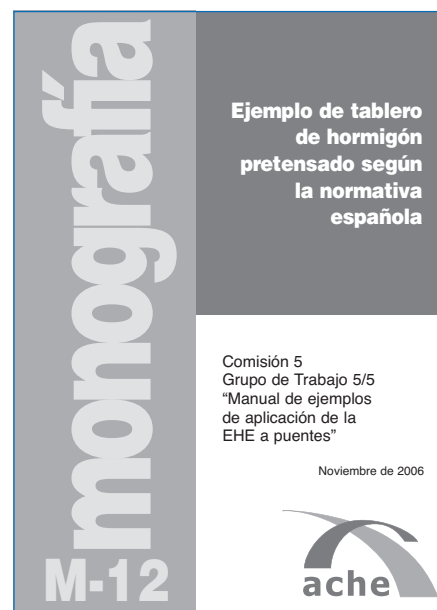 monografía
M-12
Ejemplo de tablero
de hormigón
pretensado según
la normativa
española
Comisión 5
Grupo de Trabajo 5/5
“Manual de ejemplos
de aplicación de la
EHE a puentes”
Noviembre de 2006
ache